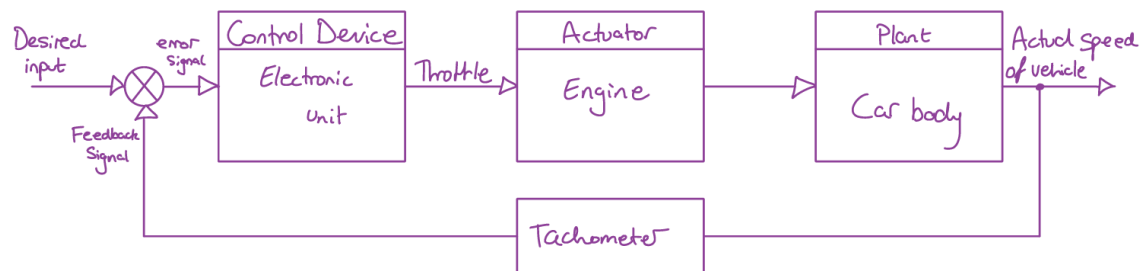 Desired
input
error
signal
Control Device
Electronic
unit
Throttle
Actuator
Engine
Plant
Car body
Actual speed
of vehicle
Feedback
Signal
Tachometer